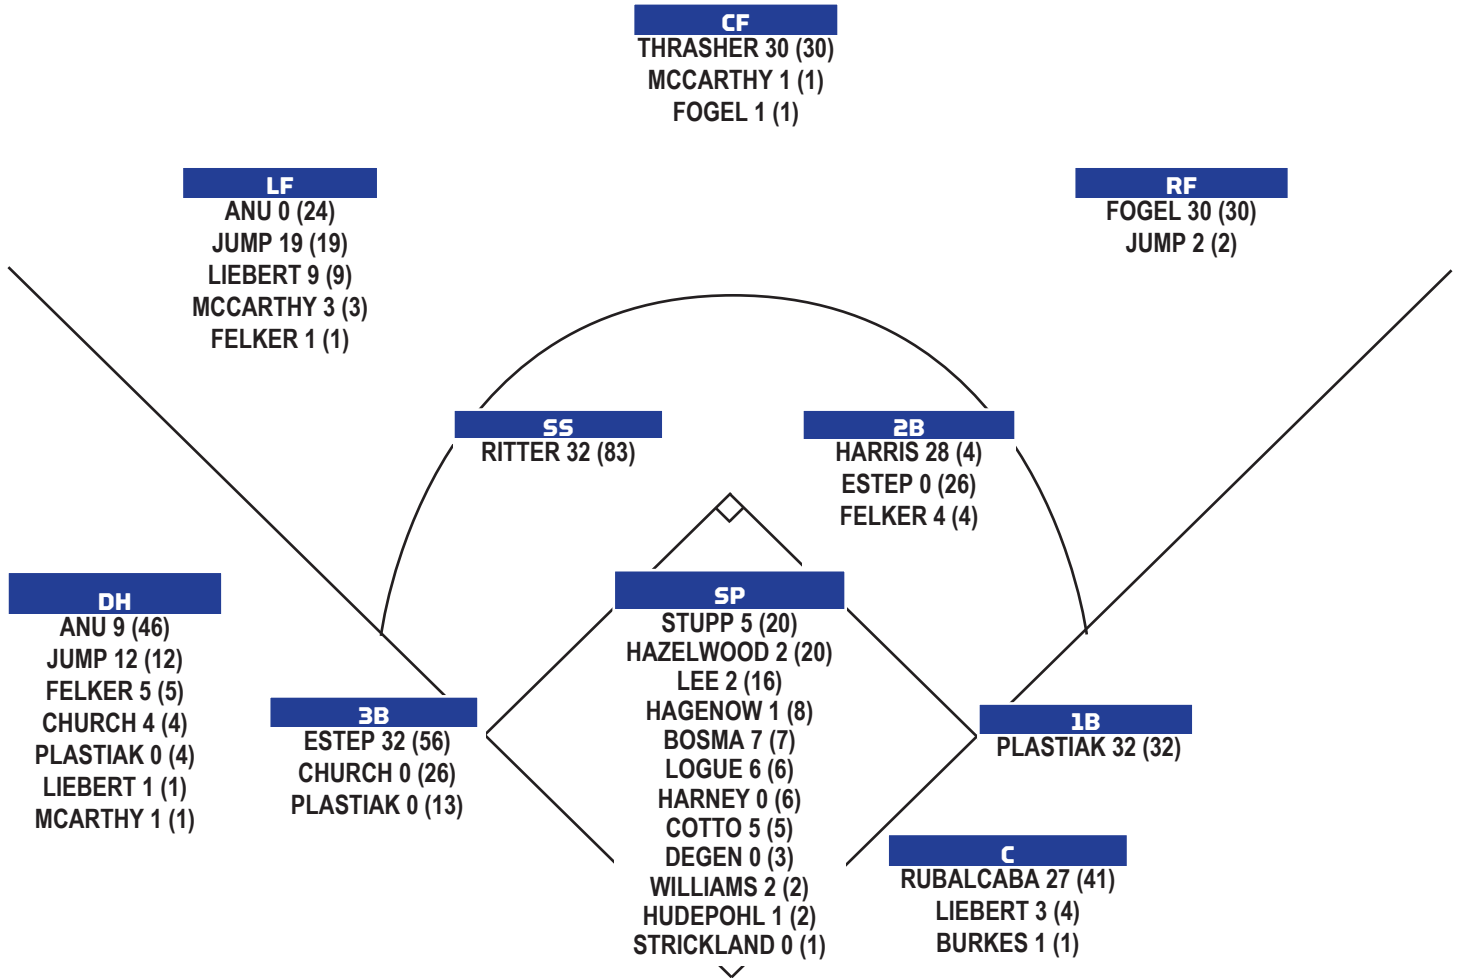 CF
THRASHER 30 (30)
MCCARTHY 1 (1)
FOGEL 1 (1)
LF
ANU 0 (24)
JUMP 19 (19)
LIEBERT 9 (9)
MCCARTHY 3 (3)
FELKER 1 (1)
RF
FOGEL 30 (30)
JUMP 2 (2)
SS
RITTER 32 (83)
2B
HARRIS 28 (4)
ESTEP 0 (26)
FELKER 4 (4)
DH
ANU 9 (46)
JUMP 12 (12)
FELKER 5 (5)
CHURCH 4 (4)
PLASTIAK 0 (4)
LIEBERT 1 (1)
MCARTHY 1 (1)
3B
ESTEP 32 (56)
CHURCH 0 (26)
PLASTIAK 0 (13)
SP
STUPP 5 (20)
HAZELWOOD 2 (20)
LEE 2 (16)
HAGENOW 1 (8)
BOSMA 7 (7)
LOGUE 6 (6)
HARNEY 0 (6)
COTTO 5 (5)
DEGEN 0 (3)
WILLIAMS 2 (2)
HUDEPOHL 1 (2)
STRICKLAND 0 (1)
1B
PLASTIAK 32 (32)
C
RUBALCABA 27 (41)
LIEBERT 3 (4)
BURKES 1 (1)